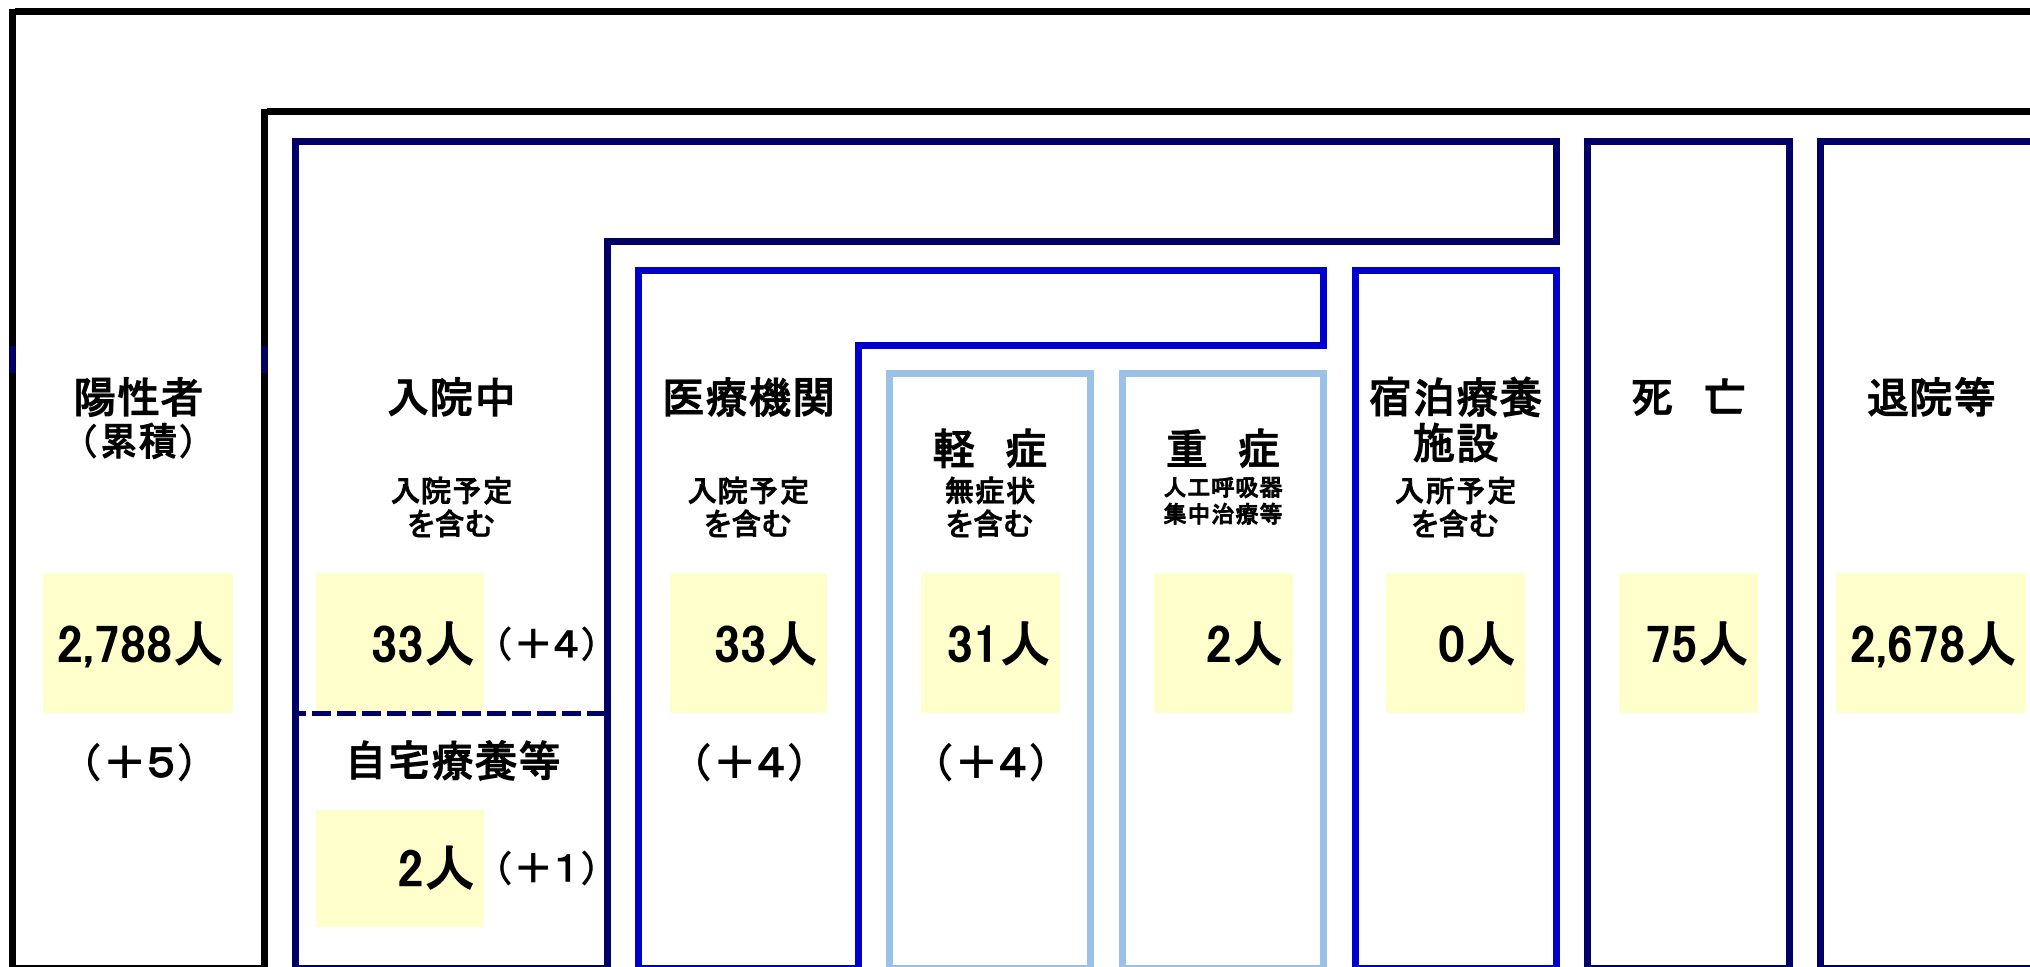 陽性者
（累積）
2,788人
（＋5）
入院中
入院予定
を含む
33人（＋4）
自宅療養等
2人（＋1）
医療機関
入院予定
を含む
33人
（＋4）
軽　症
無症状
を含む
31人
（＋4）
重　症
人工呼吸器
集中治療等
2人
宿泊療養
施設
入所予定
を含む
0人
死　亡
75人
退院等
2,678人